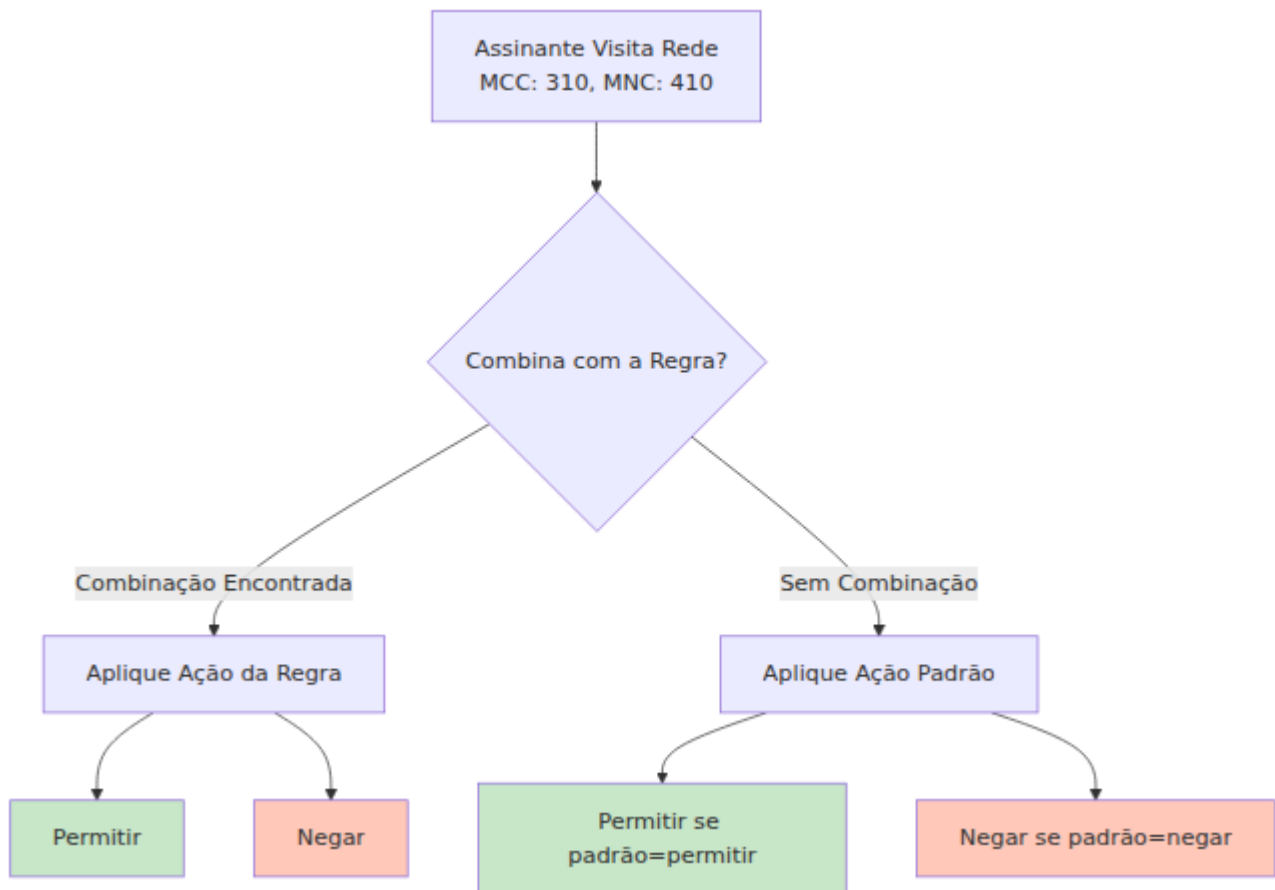 Assinante Visita Rede
MCC: 310, MNC: 410
Combina com a Regra?
Combinação Encontrada
Sem Combinação
Aplique Ação da Regra
Aplique Ação Padrão
Permitir
Negar
Permitir se
padrão=permitir
Negar se padrão=negar